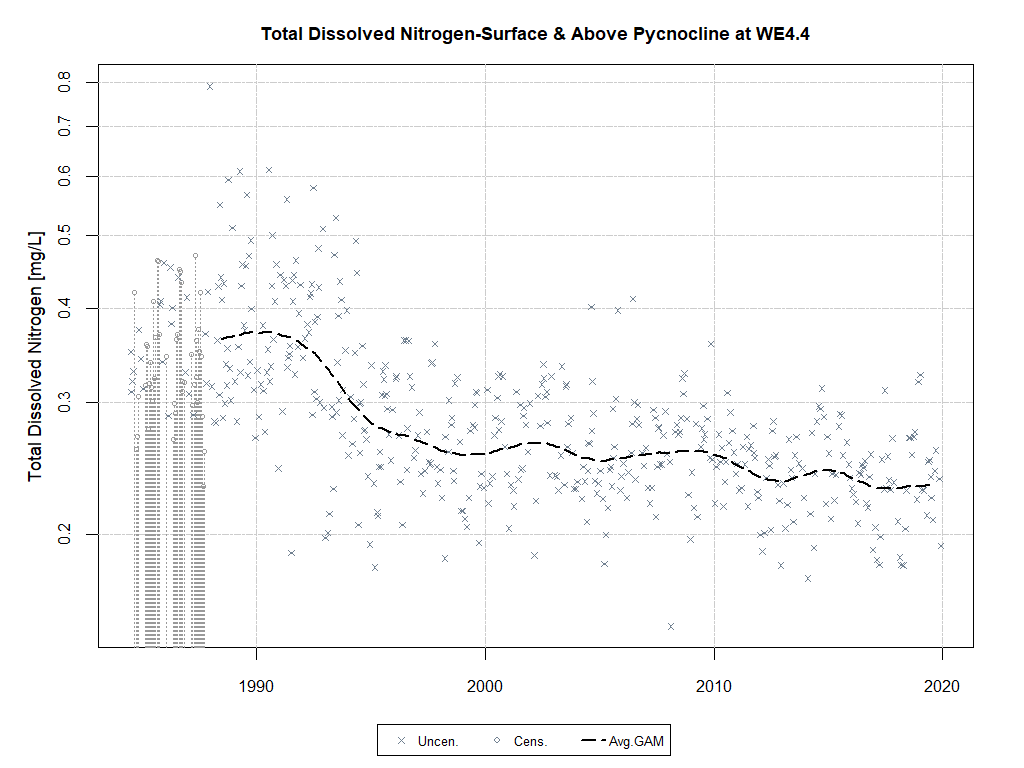 Total Dissolved Nitrogen-Surface & Above Pycnocline at WE4.4
Total Dissolved Nitrogen [mg/L]
0.8
0.7
0.6
0.5
0.4
0.3
0.2
1990 2000 2010 2020
Uncen. Cens. Avg.GAM